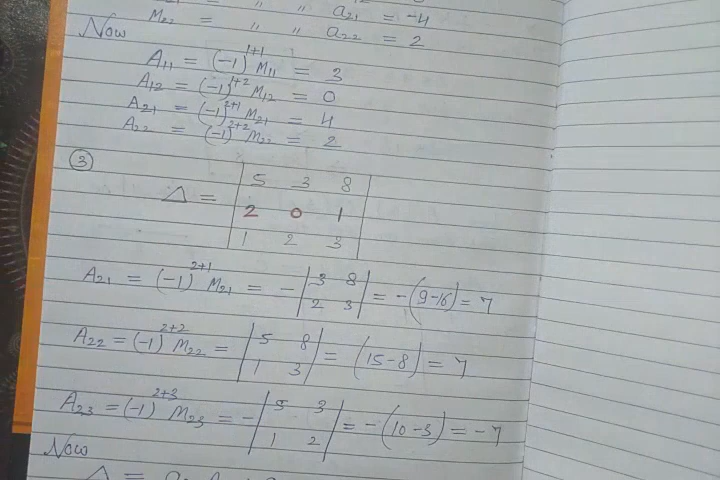 a21 = -4
M22 = ,, ,, a22 = 2
Now
A11 = (-1)^1+1 M11 = 3
A12 = (-1)^1+2 M12 = 0
A21 = (-1)^2+1 M21 = 4
A22 = (-1)^2+2 M22 = 2
③
Δ = | 5 3 8 |
| 2 0 1 |
| 1 2 3 |
A21 = (-1)^2+1 M21 = - | 3 8 | = -(9-16) = 7
| 2 3 |
A22 = (-1)^2+2 M22 = | 5 8 | = (15-8) = 7
| 1 3 |
A23 = (-1)^2+3 M23 = - | 5 3 | = -(10-3) = -7
| 1 2 |
Now
Δ =